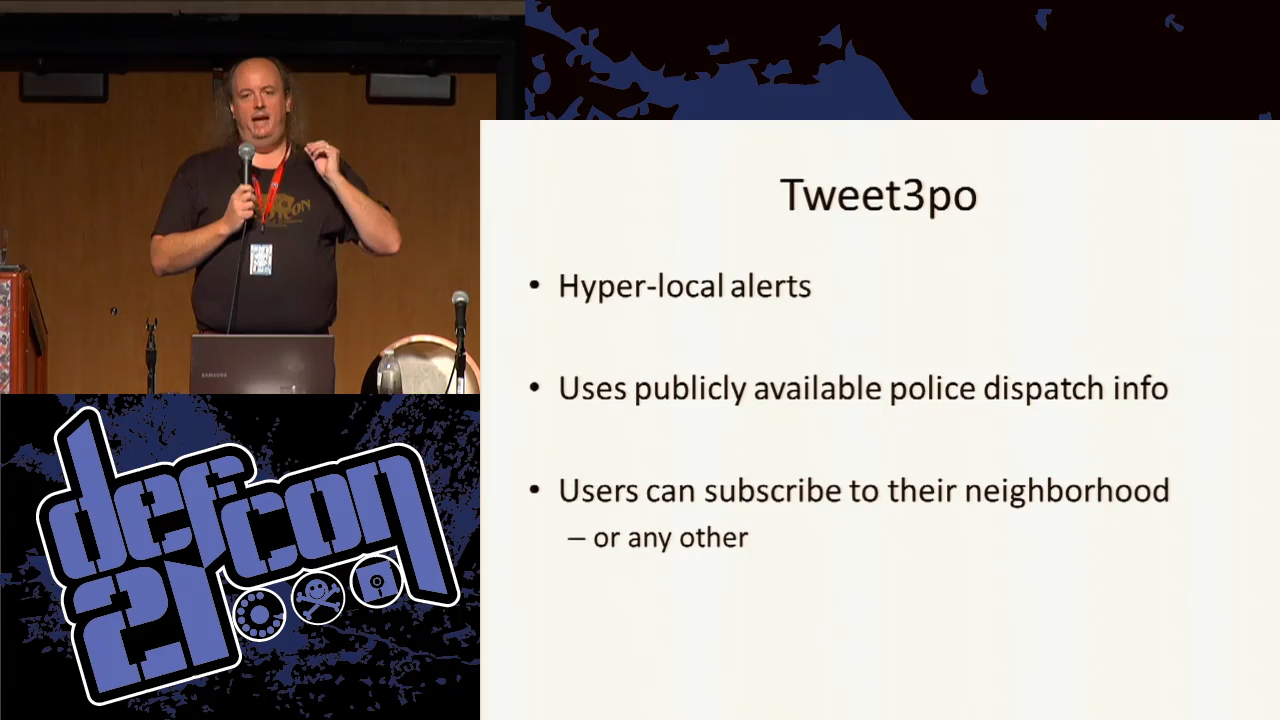 Tweet3po
• Hyper-local alerts
• Uses publicly available police dispatch info
• Users can subscribe to their neighborhood
– or any other
SAMSUNG
defcon
21